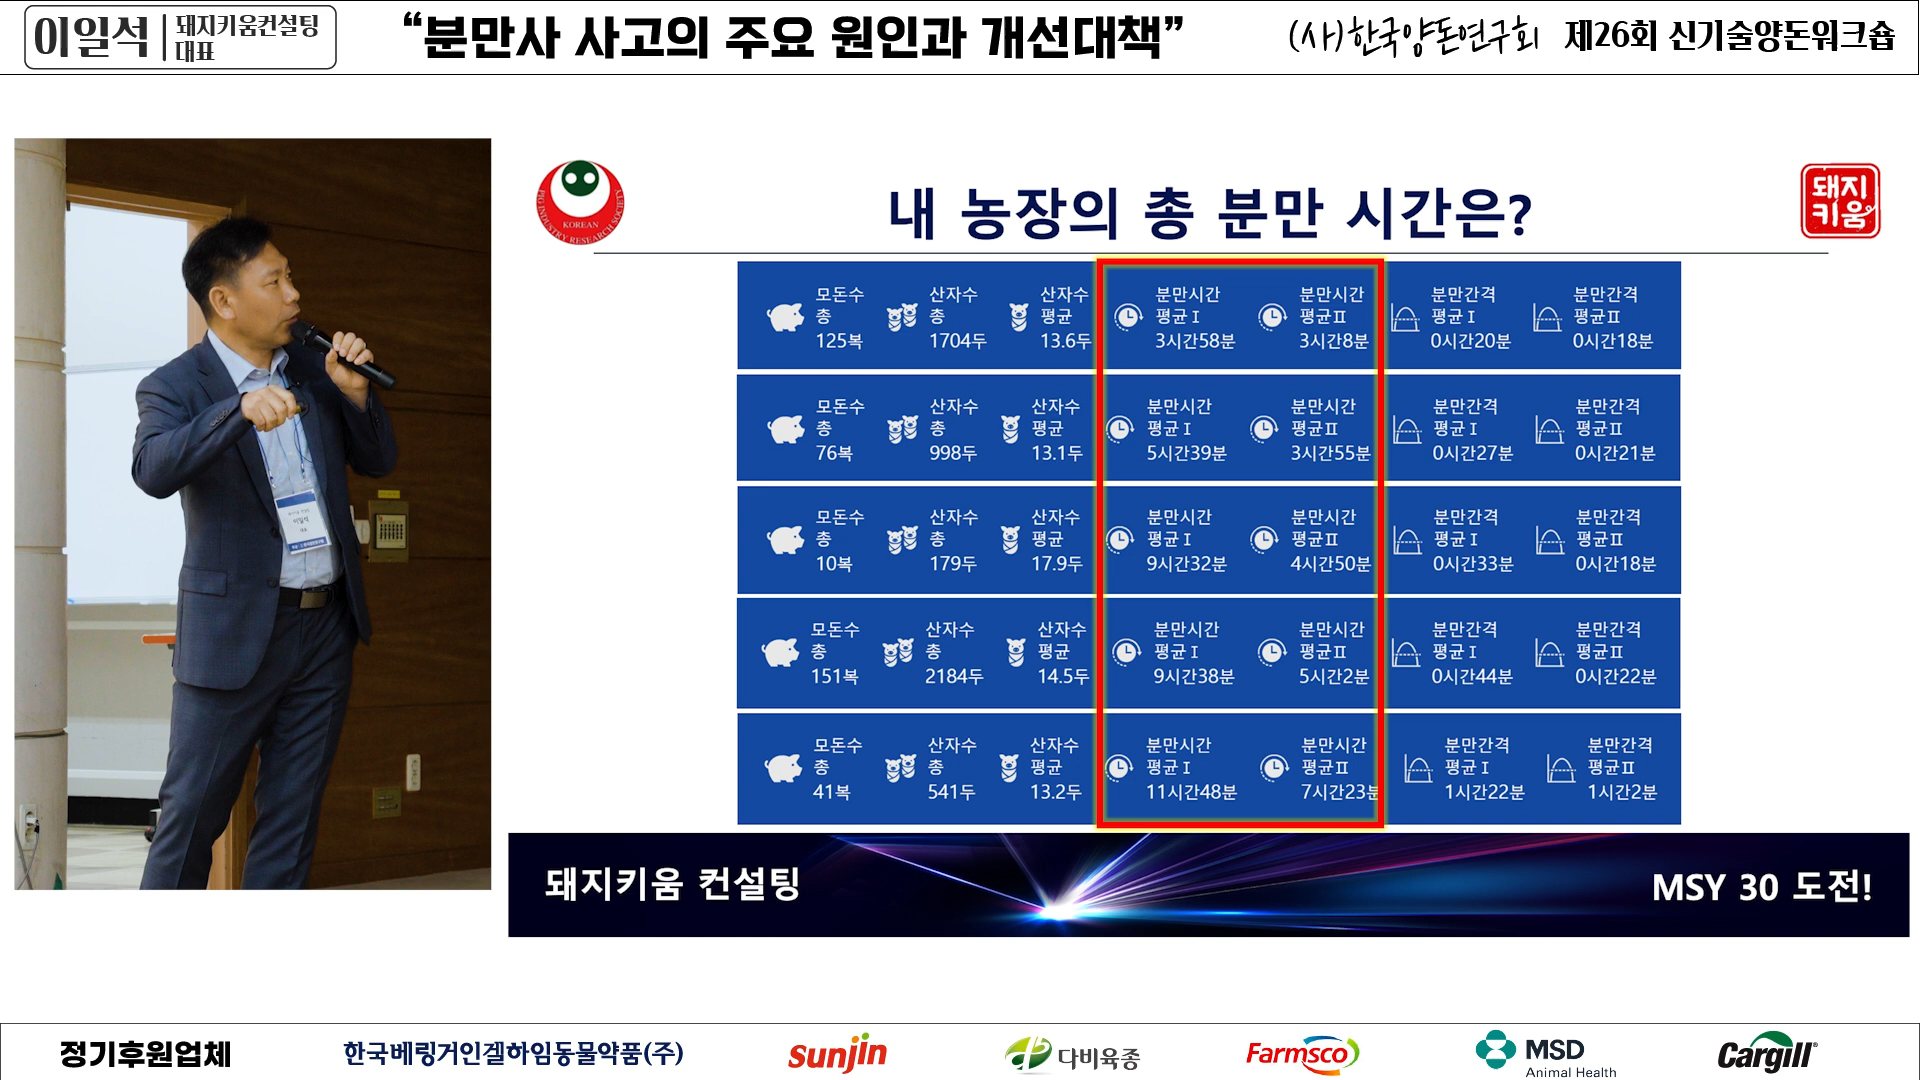 이일석 돼지키움컨설팅 대표
“분만사 사고의 주요 원인과 개선대책”
(사)한국양돈연구회 제26회 신기술양돈워크숍
KOREAN
PIG INDUSTRY RESEARCH SOCIETY
내 농장의 총 분만 시간은?
돼지
키움
모돈수 총 125복
산자수 총 1704두
산자수 평균 13.6두
분만시간 평균Ⅰ 3시간58분
분만시간 평균Ⅱ 3시간8분
분만간격 평균Ⅰ 0시간20분
분만간격 평균Ⅱ 0시간18분
모돈수 총 76복
산자수 총 998두
산자수 평균 13.1두
분만시간 평균Ⅰ 5시간39분
분만시간 평균Ⅱ 3시간55분
분만간격 평균Ⅰ 0시간27분
분만간격 평균Ⅱ 0시간21분
모돈수 총 10복
산자수 총 179두
산자수 평균 17.9두
분만시간 평균Ⅰ 9시간32분
분만시간 평균Ⅱ 4시간50분
분만간격 평균Ⅰ 0시간33분
분만간격 평균Ⅱ 0시간18분
모돈수 총 151복
산자수 총 2184두
산자수 평균 14.5두
분만시간 평균Ⅰ 9시간38분
분만시간 평균Ⅱ 5시간2분
분만간격 평균Ⅰ 0시간44분
분만간격 평균Ⅱ 0시간22분
모돈수 총 41복
산자수 총 541두
산자수 평균 13.2두
분만시간 평균Ⅰ 11시간48분
분만시간 평균Ⅱ 7시간23분
분만간격 평균Ⅰ 1시간22분
분만간격 평균Ⅱ 1시간2분
이일석
돼지키움 컨설팅
MSY 30 도전!
정기후원업체
한국베링거인겔하임동물약품(주)
sunjin
다비육종
Farmsco
MSD
Animal Health
Cargill